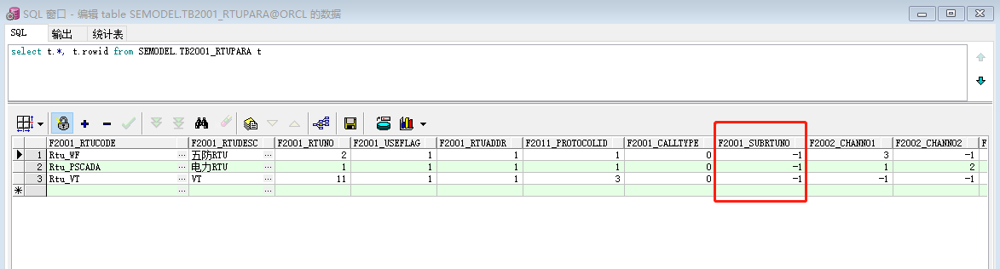 SQL 窗口 - 编辑 table SEMODEL.TB2001_RTUPARA@ORCL 的数据
SQL 输出 统计表
select t.*, t.rowid from SEMODEL.TB2001_RTUPARA t
F2001_RTUCODE F2001_RTUDESC F2001_RTUNO F2001_USEFLAG F2001_RTUADDR F2011_PROTOCOLID F2001_CALLTYPE F2001_SUBRTUNO F2002_CHANNO1 F2002_CHANNO2 F
1 Rtu_WF ... 五防RTU ... 2 1 1 1 0 -1 3 -1
2 Rtu_PSCADA ... 电力RTU ... 1 1 1 1 0 -1 1 2
3 Rtu_VT ... VT ... 11 1 1 3 0 -1 -1 -1
* ... ...